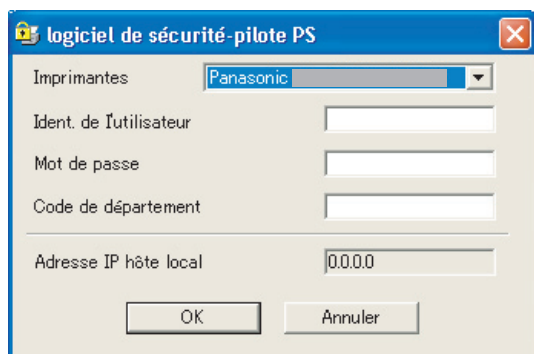 logiciel de sécurité-pilote PS
Imprimantes Panasonic
Ident. de l'utilisateur
Mot de passe
Code de département
Adresse IP hôte local 0.0.0.0
OK Annuler